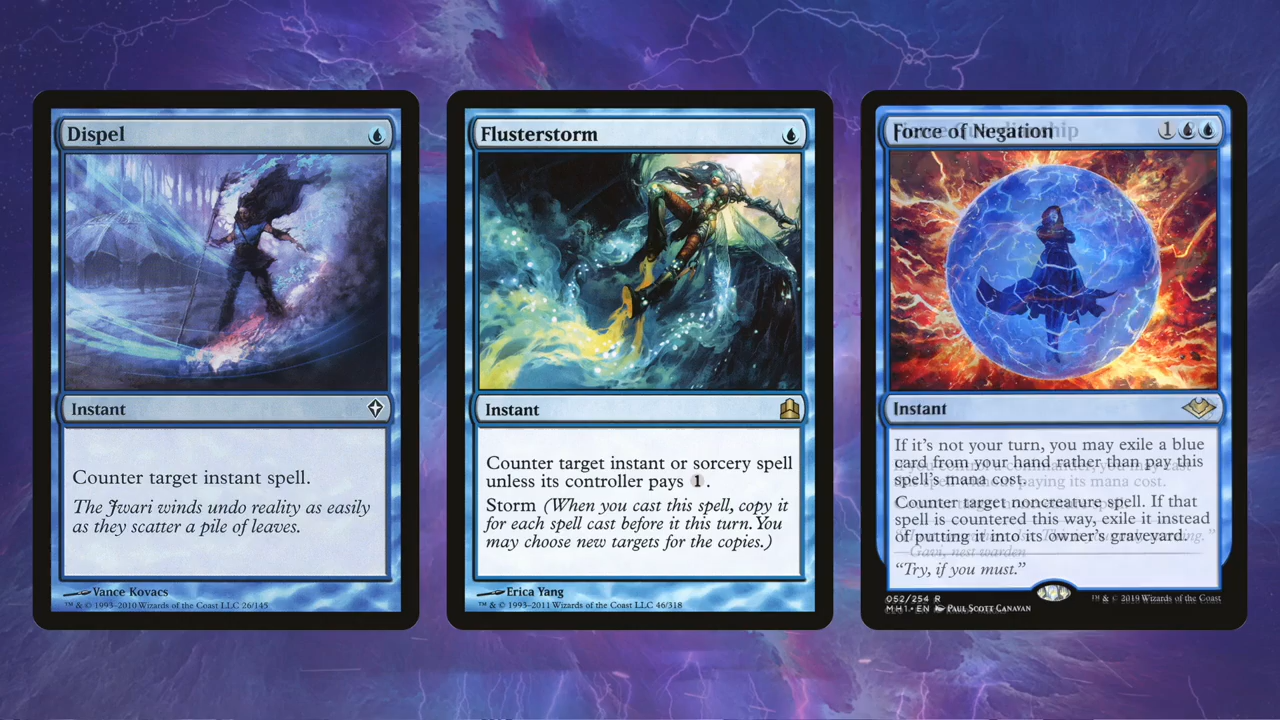 Dispel
Instant
Counter target instant spell.
The Jwari winds undo reality as easily
as they scatter a pile of leaves.
Vance Kovacs
™ & © 1993–2010 Wizards of the Coast LLC 26/145
Flusterstorm
Instant
Counter target instant or sorcery spell
unless its controller pays 1.
Storm (When you cast this spell, copy it
for each spell cast before it this turn. You
may choose new targets for the copies.)
Erica Yang
™ & © 1993–2011 Wizards of the Coast LLC 46/318
Force of Negation
1
Instant
If it's not your turn, you may exile a blue
card from your hand rather than pay this
spell's mana cost.
Counter target noncreature spell. If that
spell is countered this way, exile it instead
of putting it into its owner's graveyard.
Gavi, nest warden
"Try, if you must."
052/254 R
MH1 • EN Paul Scott Canavan
™ & © 2019 Wizards of the Coast